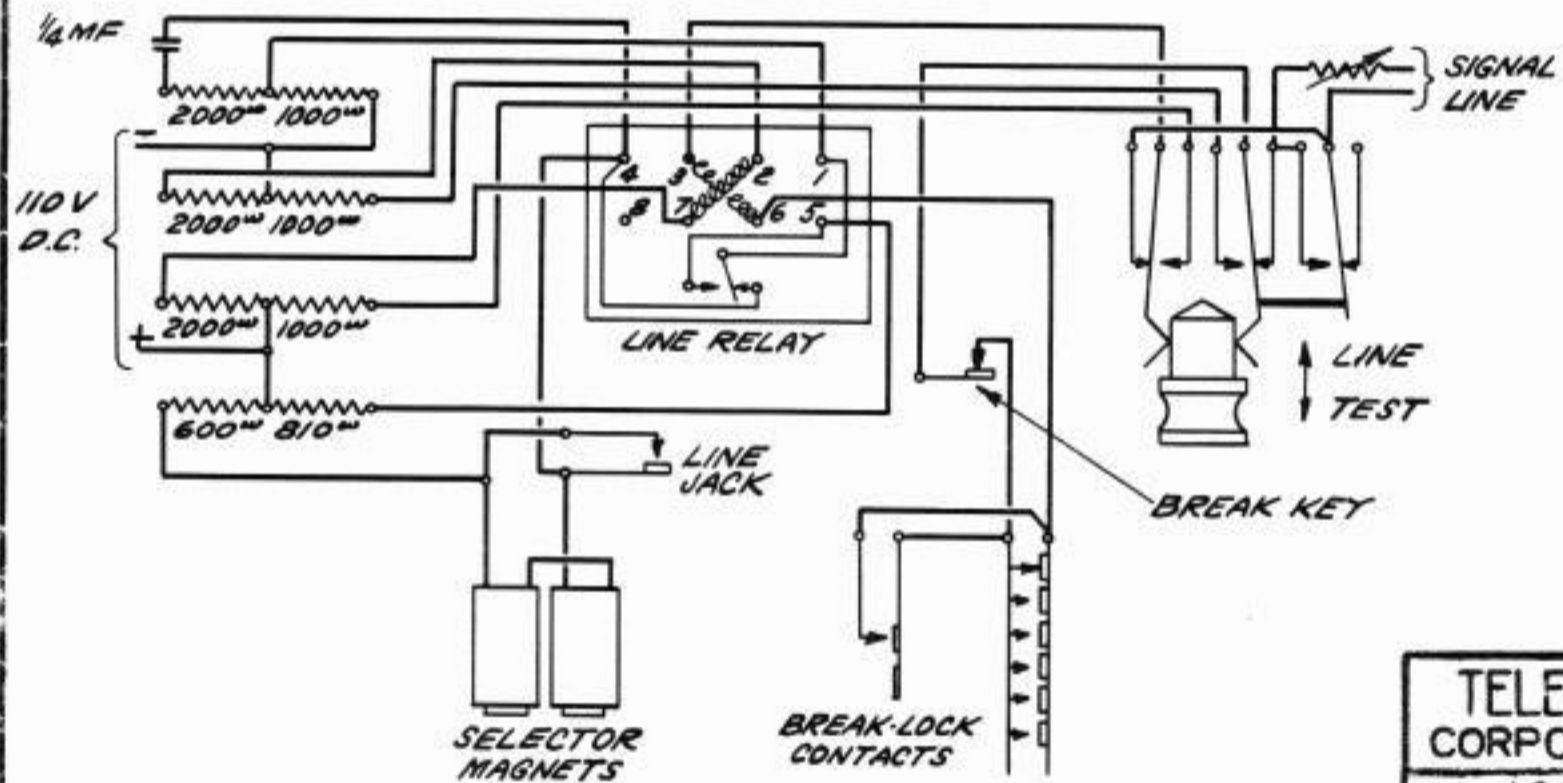 1/4 MF
2000ω 1000ω
110 V
D.C.
−
2000ω 1000ω
2000ω 1000ω
+
600ω 810ω
4 3 2 1
8 7 6 5
LINE RELAY
SIGNAL
LINE
LINE
TEST
LINE
JACK
BREAK KEY
SELECTOR
MAGNETS
BREAK-LOCK
CONTACTS
TELE
CORPO